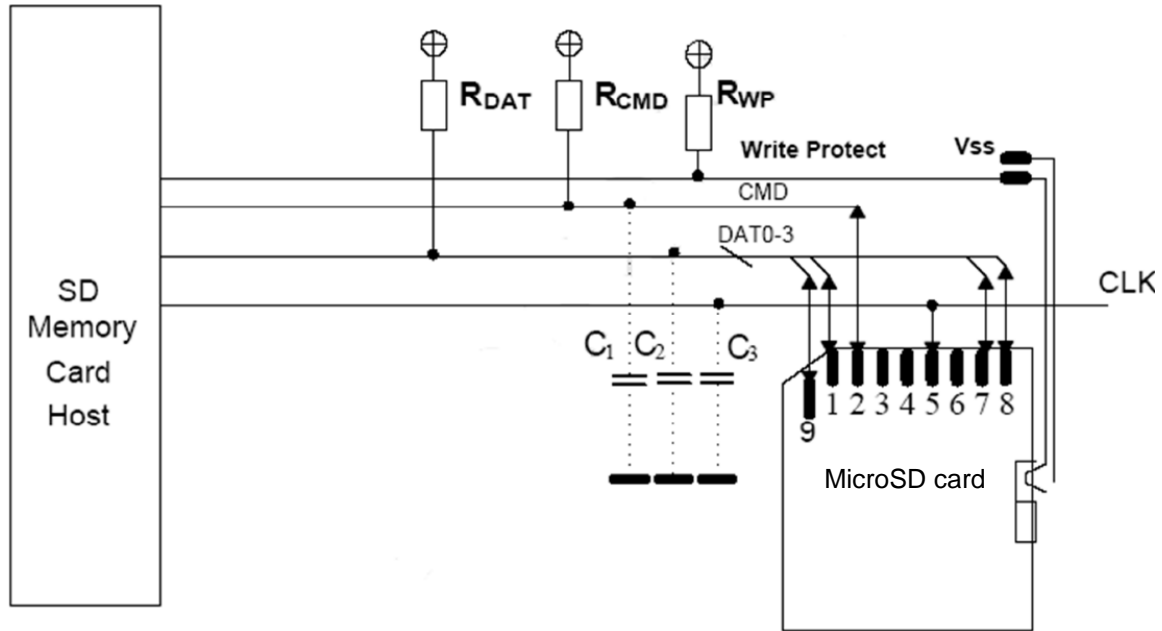 SD
Memory
Card
Host
RDAT
RCMD
RWP
Write Protect
Vss
CMD
DAT0-3
CLK
C1
C2
C3
1 2 3 4 5 6 7 8
9
MicroSD card